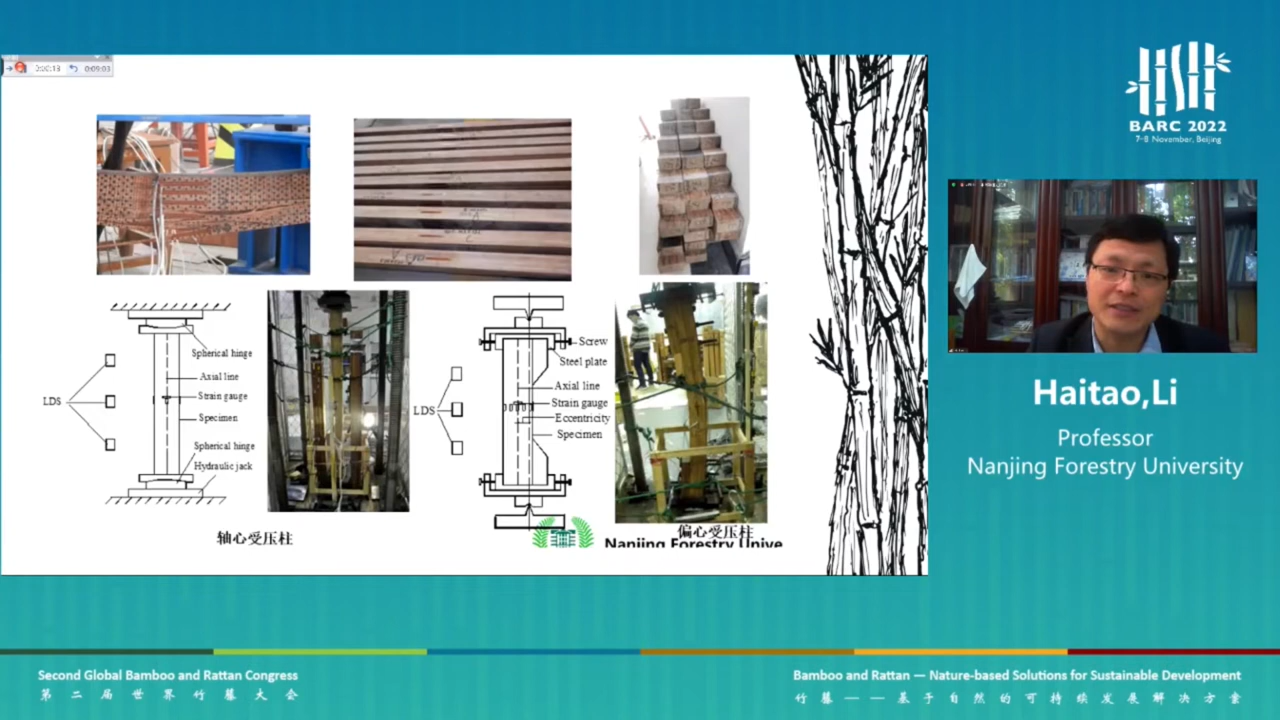 BARC 2022
7-8 November, Beijing
0:09:03
LDS
Spherical hinge
Axial line
Strain gauge
Specimen
Spherical hinge
Hydraulic jack
轴心受压柱
LDS
Screw
Steel plate
Axial line
Strain gauge
Eccentricity
Specimen
偏心受压柱
Nanjing Forestry Unive
Haitao,Li
Professor
Nanjing Forestry University
Second Global Bamboo and Rattan Congress
第二届世界竹藤大会
Bamboo and Rattan — Nature-based Solutions for Sustainable Development
竹藤——基于自然的可持续发展解决方案